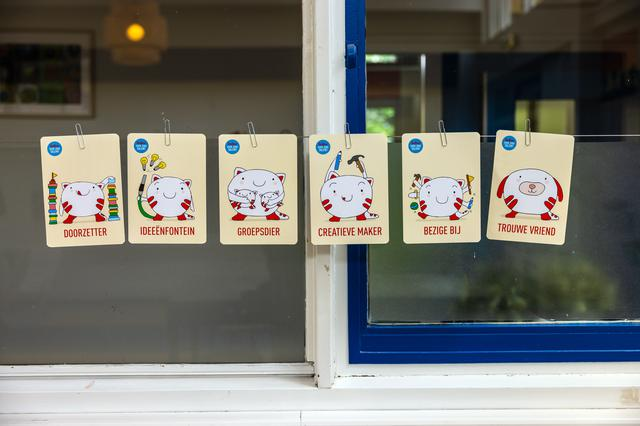 DOORZETTER
IDEEËNFONTEIN
GROEPSDIER
CREATIEVE MAKER
BEZIGE BIJ
TROUWE VRIEND